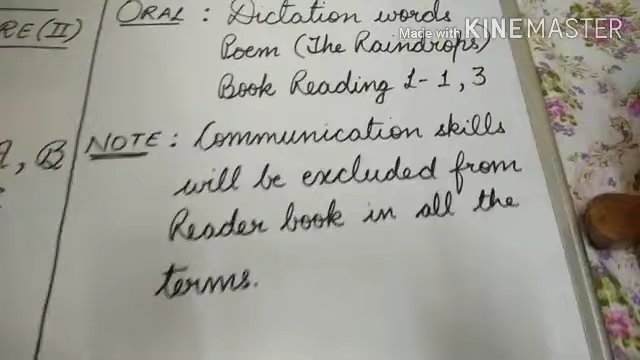 RE (II)
ORAL : Dictation words
Made with KINEMASTER
Poem (The Raindrops)
Book Reading L-1, 3
, B
NOTE : Communication skills
will be excluded from
Reader book in all the
terms.